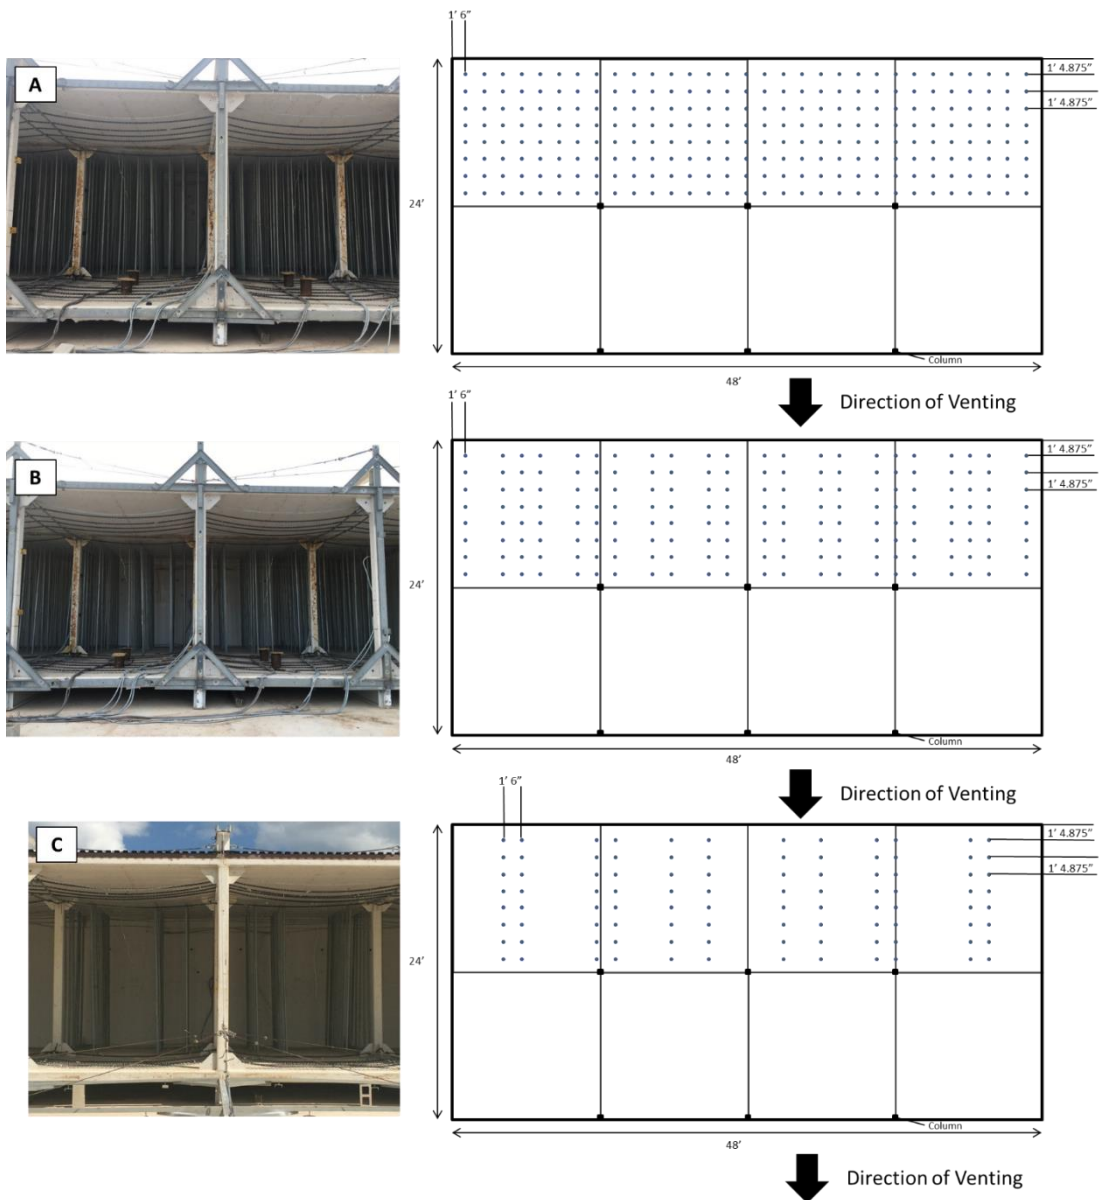 1’ 6”
A
1’ 4.875”
1’ 4.875”
24’
Column
48’
Direction of Venting
1’ 6”
B
1’ 4.875”
1’ 4.875”
24’
Column
48’
Direction of Venting
1’ 6”
C
1’ 4.875”
1’ 4.875”
24’
Column
48’
Direction of Venting